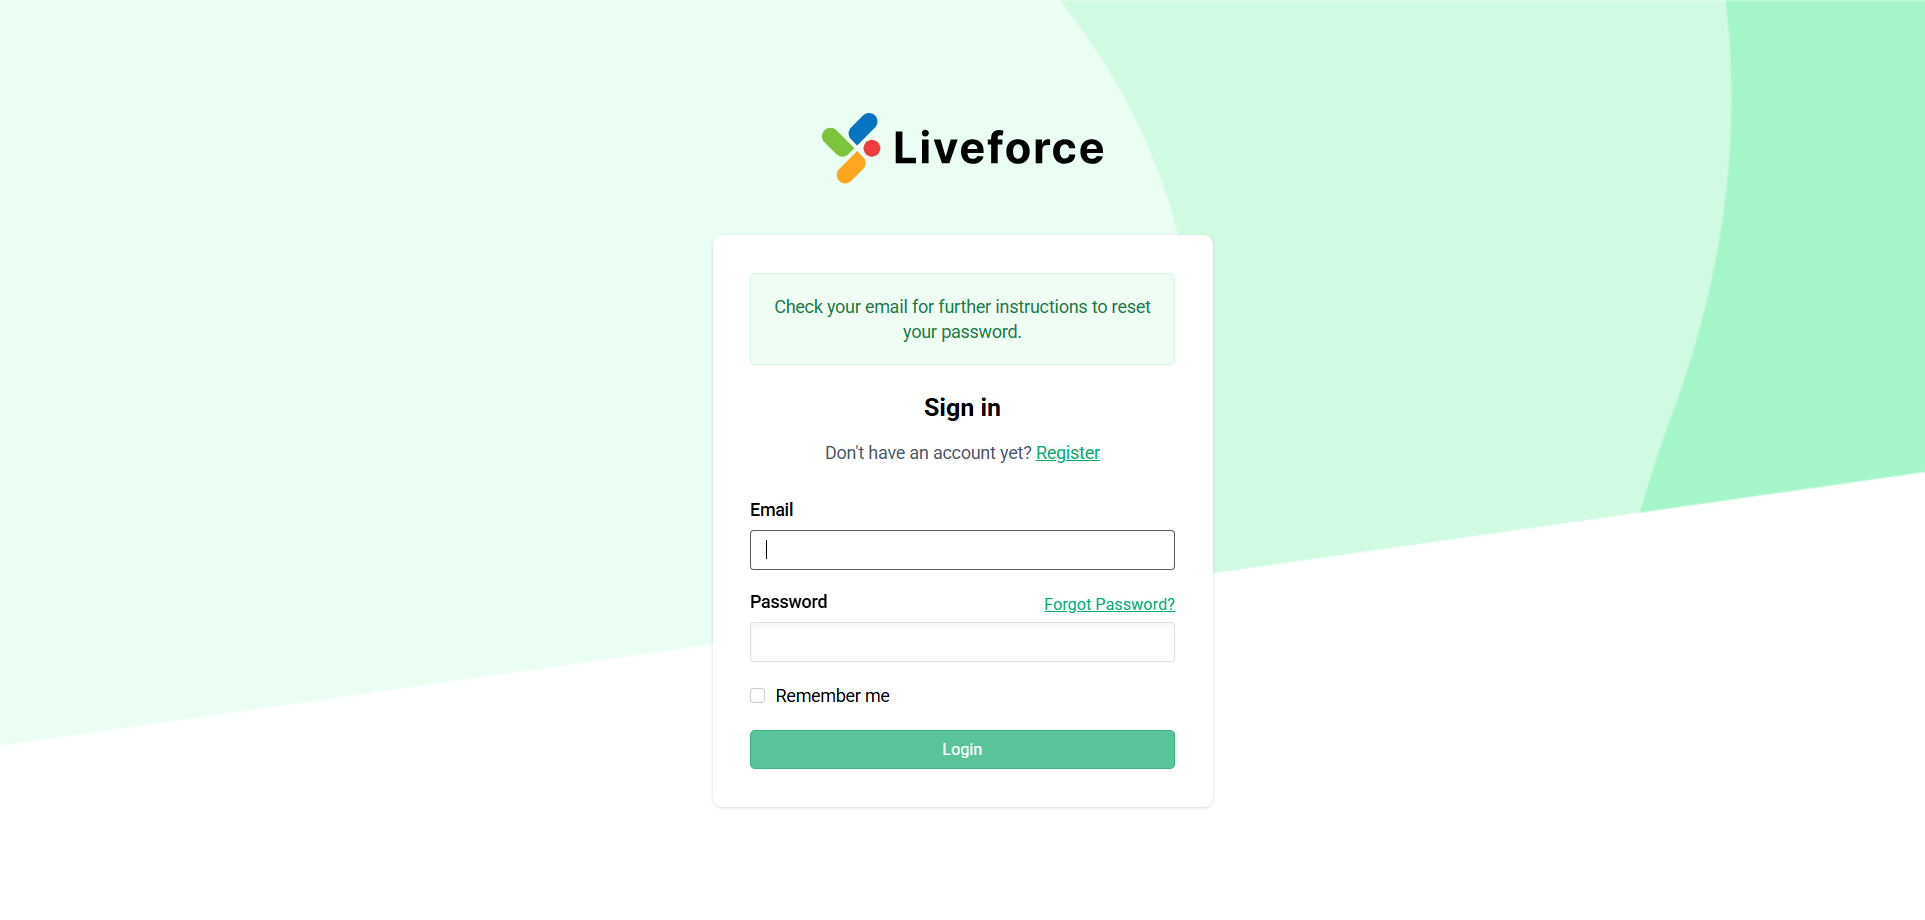 Liveforce
Check your email for further instructions to reset
your password.
Sign in
Don't have an account yet? Register
Email
Password
Forgot Password?
Remember me
Login